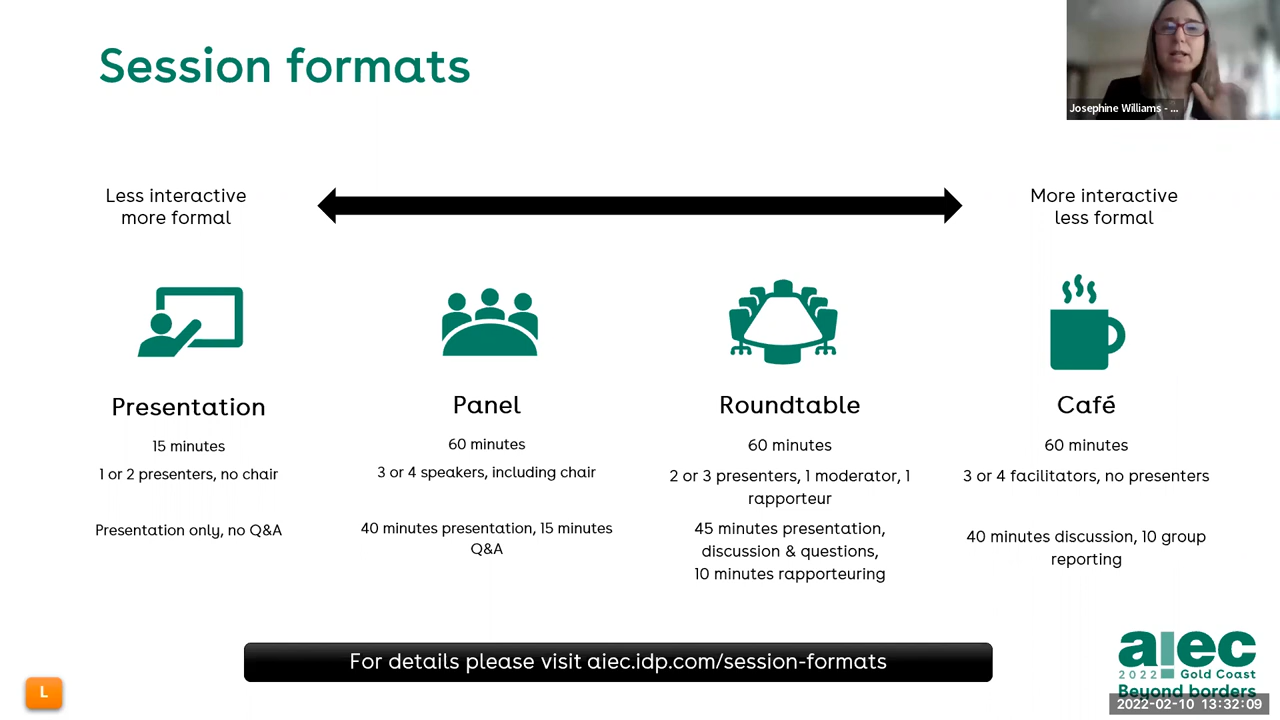 Session formats
Josephine Williams - ...
Less interactive
more formal
More interactive
less formal
Presentation
15 minutes
1 or 2 presenters, no chair
Presentation only, no Q&A
Panel
60 minutes
3 or 4 speakers, including chair
40 minutes presentation, 15 minutes
Q&A
Roundtable
60 minutes
2 or 3 presenters, 1 moderator, 1
rapporteur
45 minutes presentation,
discussion & questions,
10 minutes rapporteuring
Café
60 minutes
3 or 4 facilitators, no presenters
40 minutes discussion, 10 group
reporting
For details please visit aiec.idp.com/session-formats
L
aiec
2022 Gold Coast
Beyond borders
2022-02-10 13:32:09